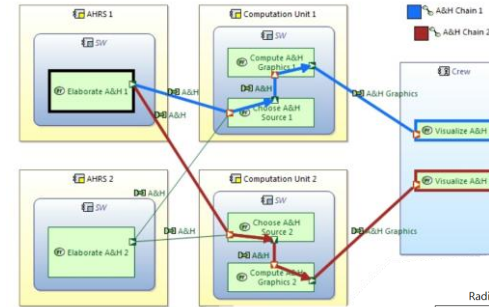 AHRS 1
SW
Elaborate A&H 1
Computation Unit 1
SW
Compute A&H
Graphics 1
A&H
Choose A&H
Source 1
A&H
A&H
A&H Chain 1
A&H Chain 2
Crew
A&H Graphics
Visualize A&H
Visualize A&H
A&H Graphics
AHRS 2
SW
Elaborate A&H 2
A&H
A&H
Computation Unit 2
SW
Choose A&H
Source 2
A&H
Compute A&H
Graphics 2
Radi